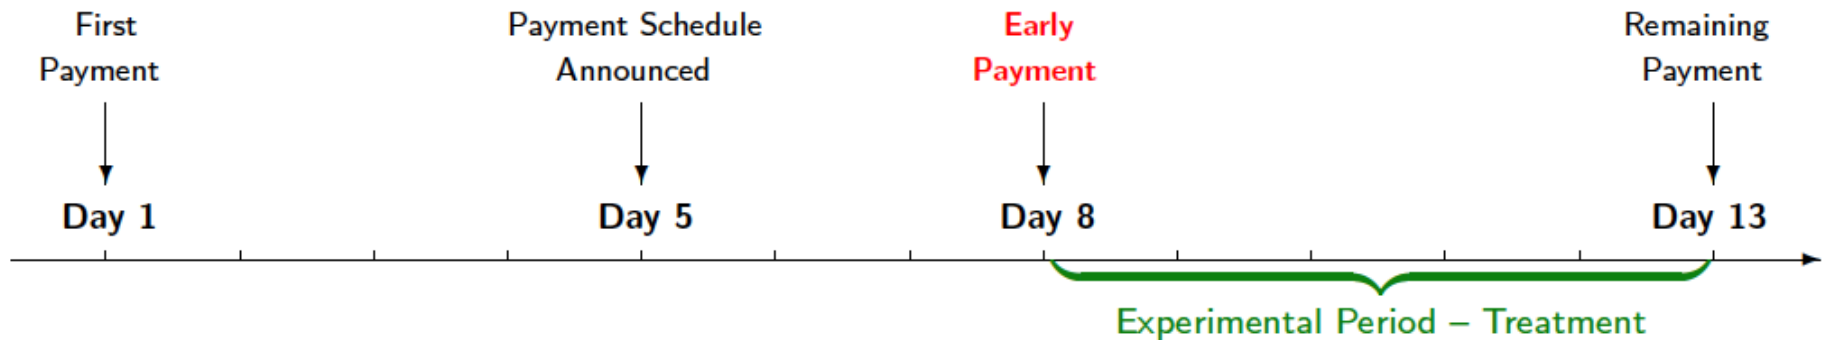 First
Payment
Payment Schedule
Announced
Early
Payment
Remaining
Payment
Day 1
Day 5
Day 8
Day 13
Experimental Period – Treatment